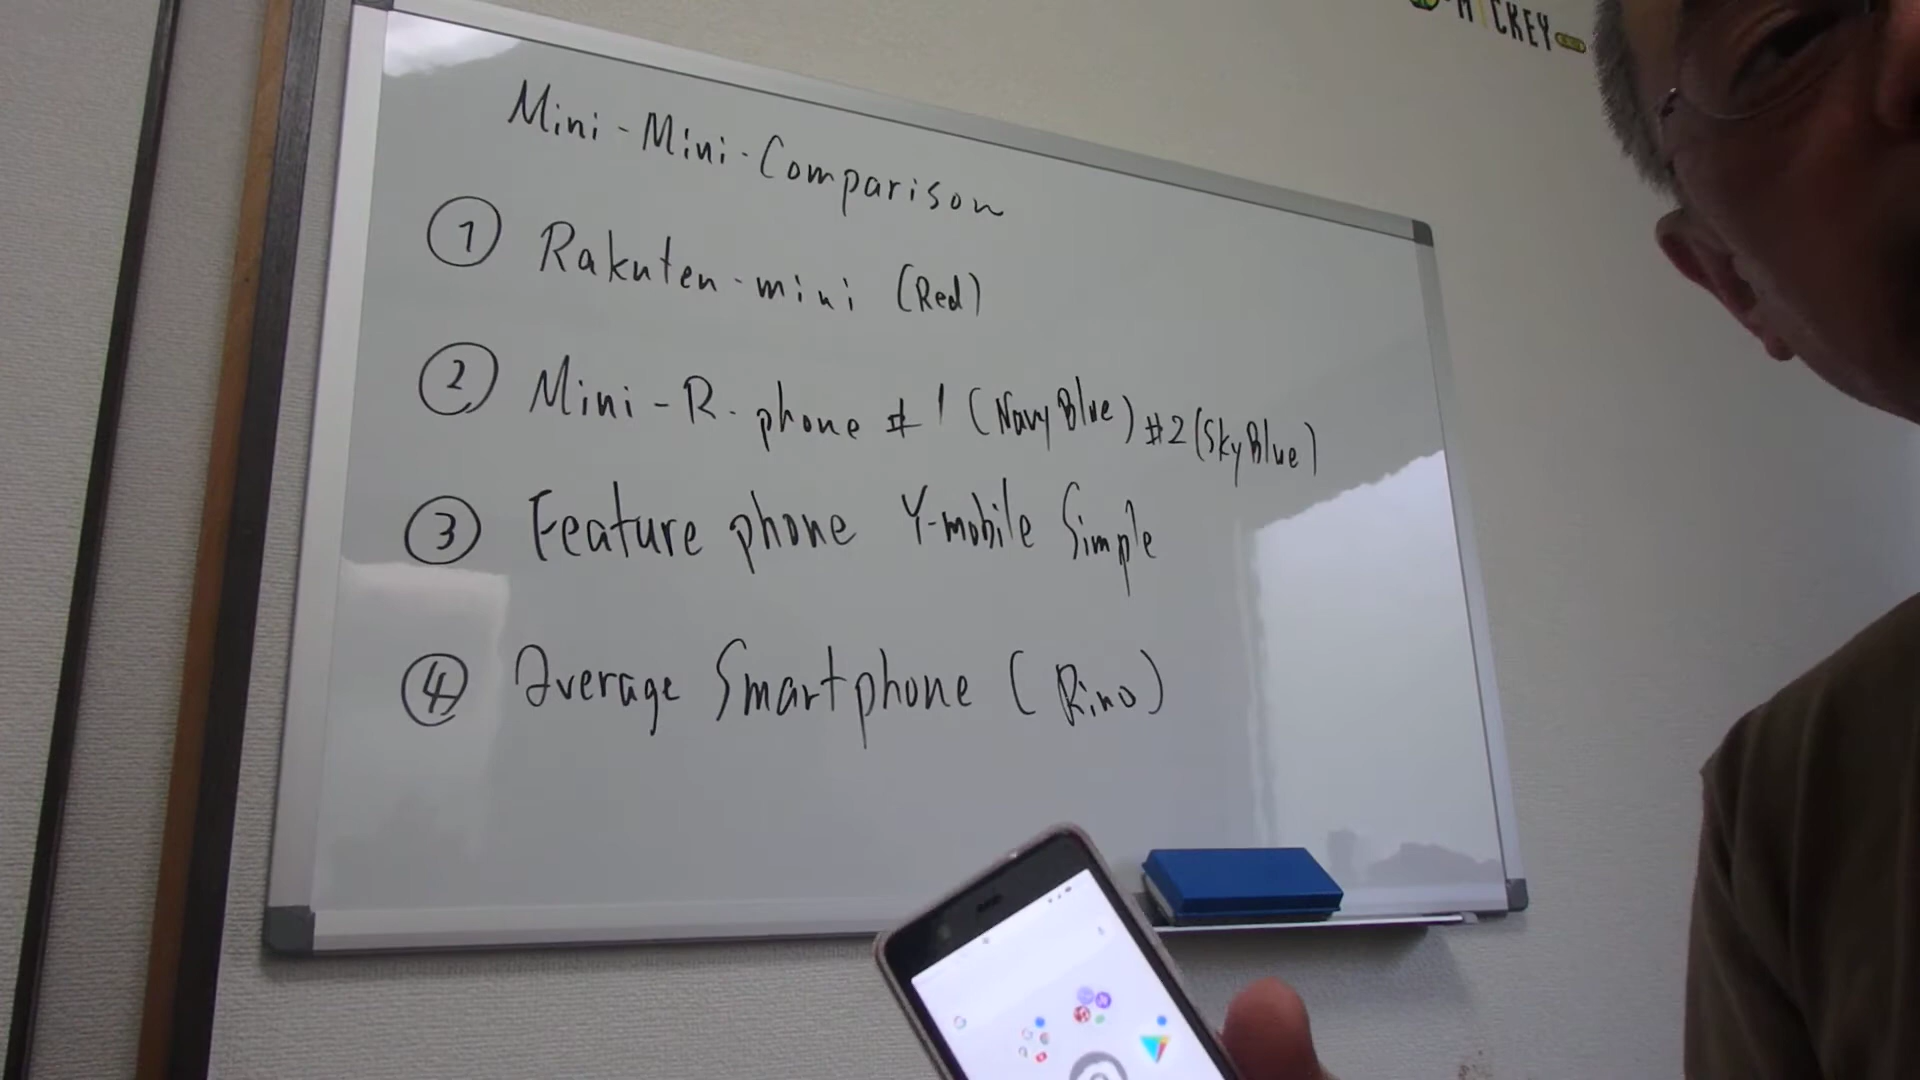 MICKEY
Mini-Mini-Comparison
① Rakuten-mini (Red)
② Mini-R-phone #1 (Navy Blue) #2 (Sky Blue)
③ Feature phone Y-mobile Simple
④ Average Smartphone (Rino)